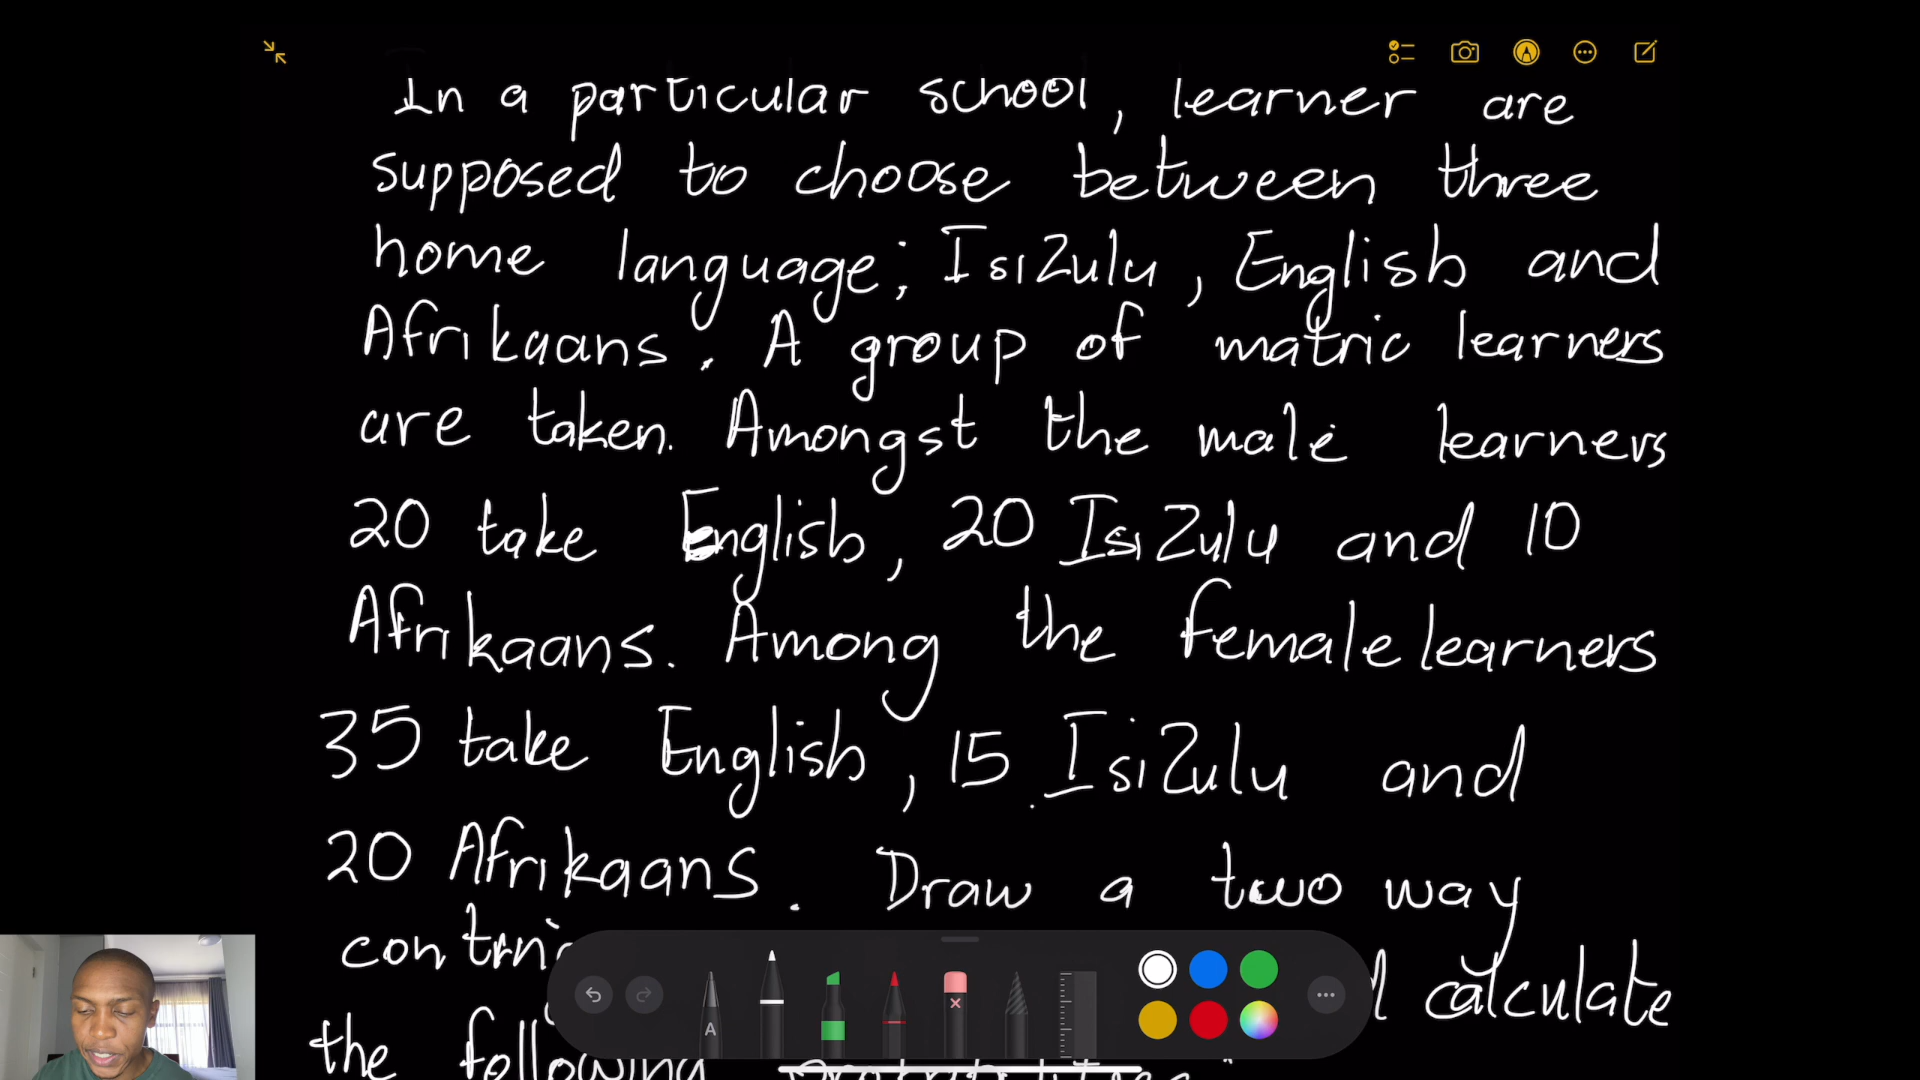 In a particular school, learner are
supposed to choose between three
home language; IsiZulu, English and
Afrikaans. A group of matric learners
are taken. Amongst the male learners
20 take English, 20 IsiZulu and 10
Afrikaans. Among the female learners
35 take English, 15 IsiZulu and
20 Afrikaans. Draw a two way
calculate
the following probabilities:
A